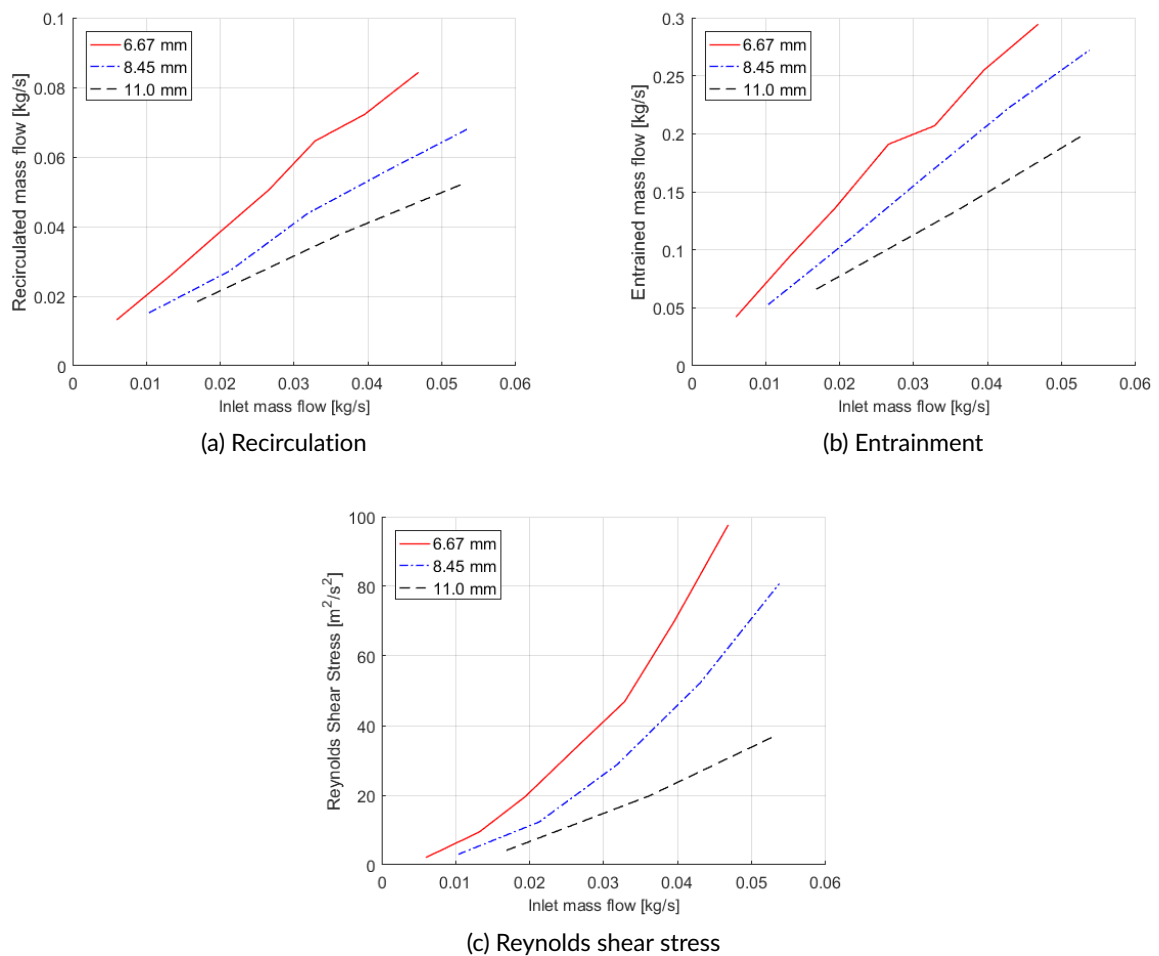 0.1
0.08
0.06
0.04
0.02
0
Recirculated mass flow [kg/s]
6.67 mm
8.45 mm
11.0 mm
0 0.01 0.02 0.03 0.04 0.05 0.06
Inlet mass flow [kg/s]
(a) Recirculation
0.3
0.25
0.2
0.15
0.1
0.05
0
Entrained mass flow [kg/s]
6.67 mm
8.45 mm
11.0 mm
0 0.01 0.02 0.03 0.04 0.05 0.06
Inlet mass flow [kg/s]
(b) Entrainment
100
80
60
40
20
0
Reynolds Shear Stress [m²/s²]
6.67 mm
8.45 mm
11.0 mm
0 0.01 0.02 0.03 0.04 0.05 0.06
Inlet mass flow [kg/s]
(c) Reynolds shear stress